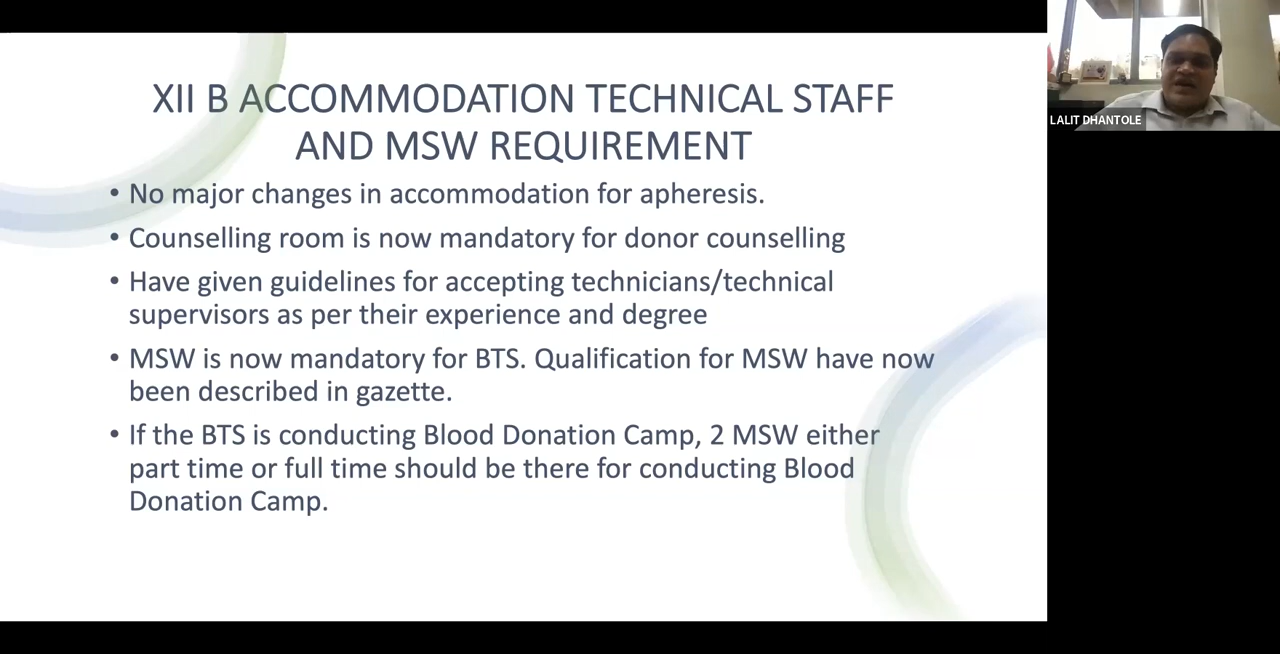 XII B ACCOMMODATION TECHNICAL STAFF
AND MSW REQUIREMENT
• No major changes in accommodation for apheresis.
• Counselling room is now mandatory for donor counselling
• Have given guidelines for accepting technicians/technical
supervisors as per their experience and degree
• MSW is now mandatory for BTS. Qualification for MSW have now
been described in gazette.
• If the BTS is conducting Blood Donation Camp, 2 MSW either
part time or full time should be there for conducting Blood
Donation Camp.
LALIT DHANTOLE